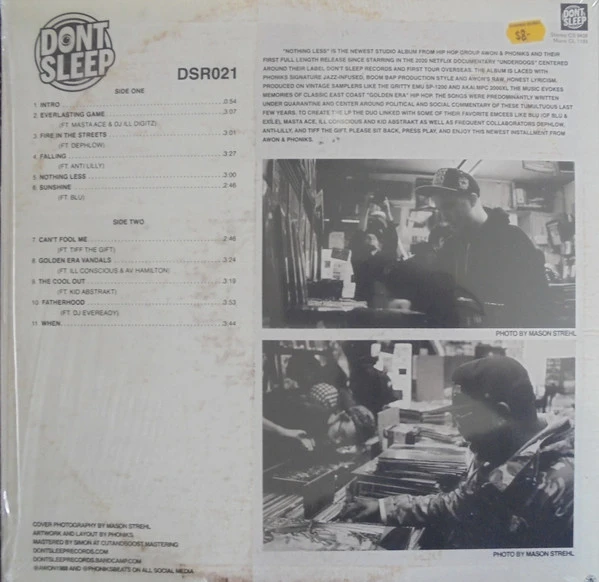 DONT
SLEEP
DSR021
SIDE ONE
1 INTRO 0:54
2. EVERLASTING GAME 3:07
(FT. MASTA ACE & DJ ILL DIGITZ)
3. FIRE IN THE STREETS 3:01
(FT. DEPHLOW)
4. FALLING 3:27
(FT. ANTI LILLY)
5 NOTHING LESS 3:00
6. SUNSHINE 2:46
(FT. BLU)
SIDE TWO
7. CAN'T FOOL ME 2:46
(FT. TIFF THE GIFT)
8. GOLDEN ERA VANDALS 3:24
(FT. ILL CONSCIOUS & AV HAMILTON)
9. THE COOL OUT 3:19
(FT. KID ABSTRAKT)
10. FATHERHOOD 3:53
(FT. DJ EVEREADY)
11 WHEN 3:44
COVER PHOTOGRAPHY BY MASON STREHL
ARTWORK AND LAYOUT BY PHONIKS
MASTERED BY SIMON AT CUTANDBOOST MASTERING
DONTSLEEPRECORDS.COM
DONTSLEEPRECORDS.BANDCAMP.COM
@AWON1988 AND @PHONIKSBEATS ON ALL SOCIAL MEDIA
$8-
DONT
SLEEP
"NOTHING LESS" IS THE NEWEST STUDIO ALBUM FROM HIP HOP GROUP AWON & PHONIKS AND THEIR
FIRST FULL LENGTH RELEASE SINCE STARRING IN THE 2020 NETFLIX DOCUMENTARY "UNDERDOGS" CENTERED
AROUND THEIR LABEL DON'T SLEEP RECORDS AND FIRST TOUR OVERSEAS. THE ALBUM IS LACED WITH
PHONIKS SIGNATURE JAZZ-INFUSED, BOOM BAP PRODUCTION STYLE AND AWON'S RAW, HONEST LYRICISM.
PRODUCED ON VINTAGE SAMPLERS LIKE THE GRITTY EMU SP-1200 AND AKAI MPC 2000XL THE MUSIC EVOKES
MEMORIES OF CLASSIC EAST COAST "GOLDEN ERA" HIP HOP. THE SONGS WERE PREDOMINANTLY WRITTEN
UNDER QUARANTINE AND CENTER AROUND POLITICAL AND SOCIAL COMMENTARY OF THESE TUMULTUOUS LAST
FEW YEARS. TO CREATE THE LP THE DUO LINKED WITH SOME OF THEIR FAVORITE EMCEES LIKE BLU (OF BLU &
EXILE), MASTA ACE, ILL CONSCIOUS AND KID ABSTRAKT AS WELL AS FREQUENT COLLABORATORS DEPHLOW,
ANTI-LILLY, AND TIFF THE GIFT. PLEASE SIT BACK, PRESS PLAY, AND ENJOY THIS NEWEST INSTALLMENT FROM
AWON & PHONIKS.
PHOTO BY MASON STREHL
PHOTO BY MASON STREHL